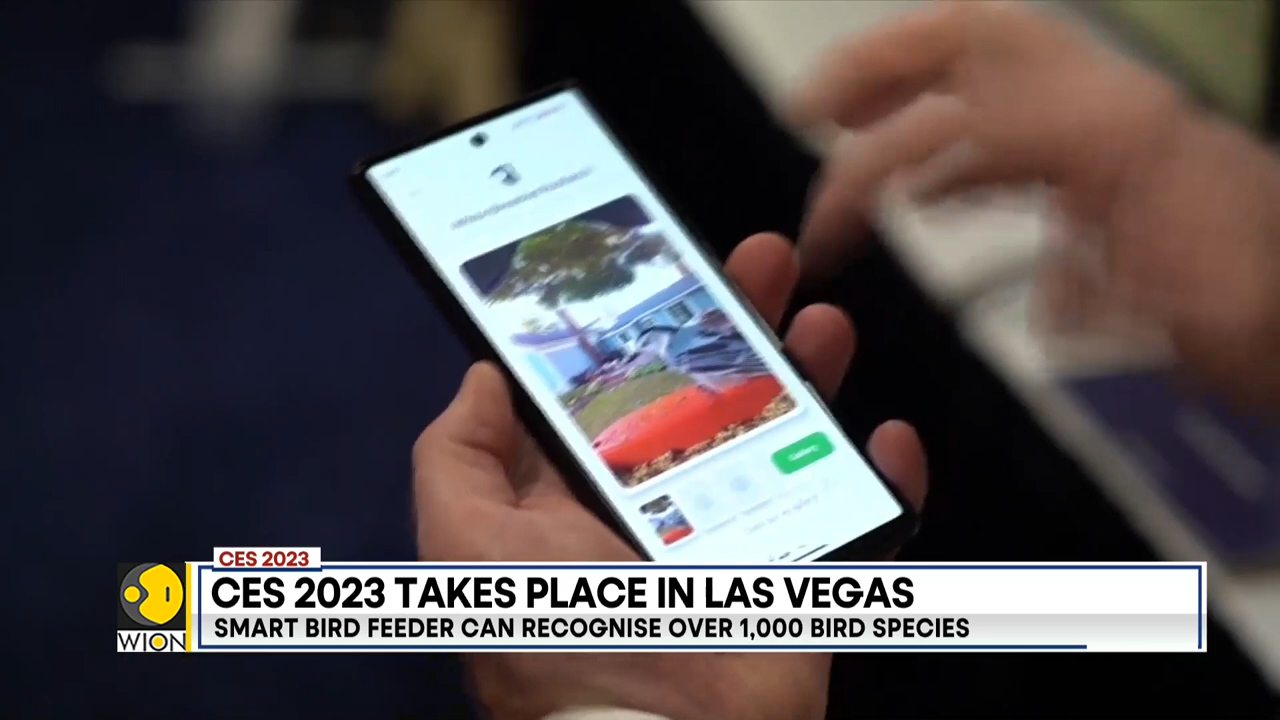 CES 2023
CES 2023 TAKES PLACE IN LAS VEGAS
SMART BIRD FEEDER CAN RECOGNISE OVER 1,000 BIRD SPECIES
WION